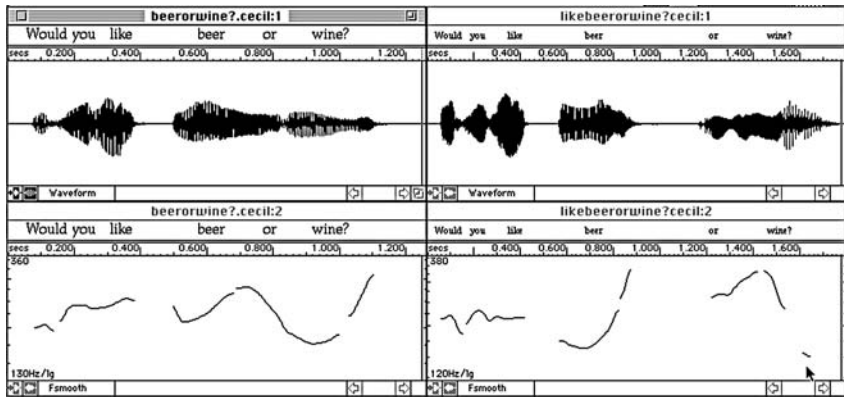 beerorwine?.cecil:1
Would you like beer or wine?
secs 0.200 0.400 0.600 0.800 1.000 1.200
Waveform
likebeerorwine?cecil:1
Would you like beer or wine?
secs 0.400 0.600 0.800 1.000 1.200 1.400 1.600
Waveform
beerorwine?.cecil:2
Would you like beer or wine?
secs 0.200 0.400 0.600 0.800 1.000 1.200
360
130Hz/lg
Fsmooth
likebeerorwine?cecil:2
Would you like beer or wine?
secs 0.400 0.600 0.800 1.000 1.200 1.400 1.600
380
120Hz/lg
Fsmooth